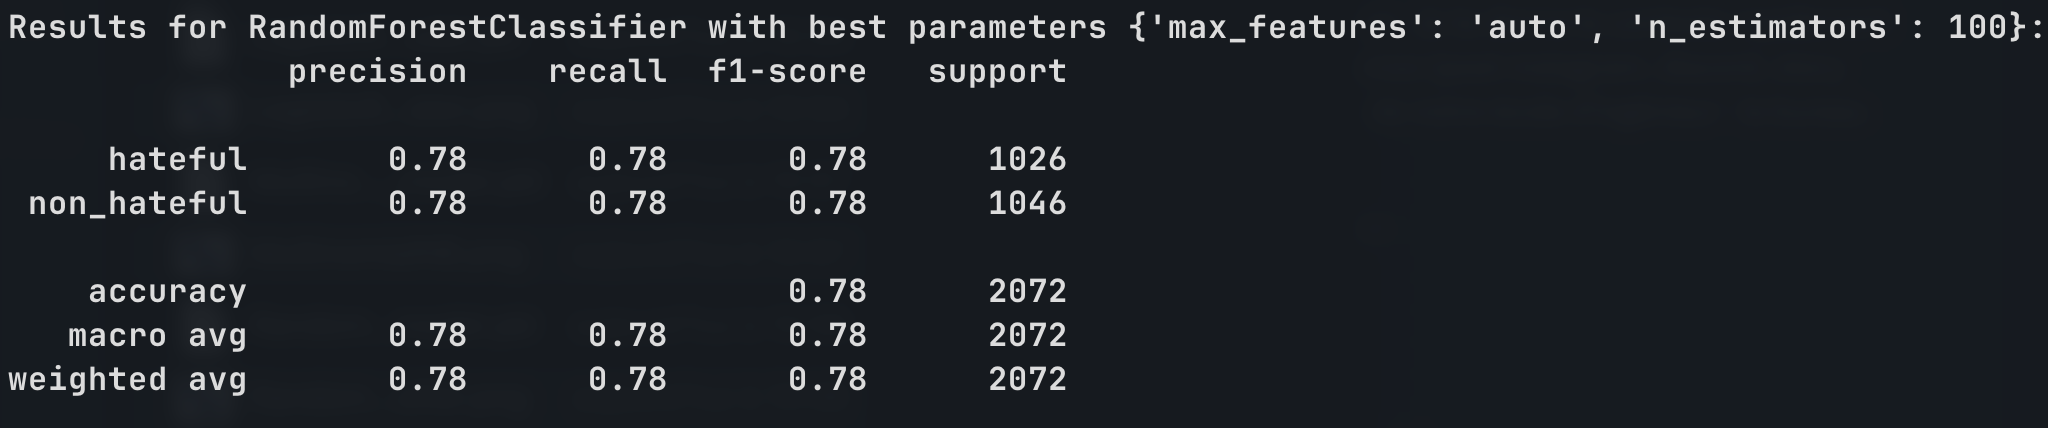 Results for RandomForestClassifier with best parameters {'max_features': 'auto', 'n_estimators': 100}:
              precision    recall  f1-score   support

     hateful       0.78      0.78      0.78      1026
 non_hateful       0.78      0.78      0.78      1046

    accuracy                           0.78      2072
   macro avg       0.78      0.78      0.78      2072
weighted avg       0.78      0.78      0.78      2072